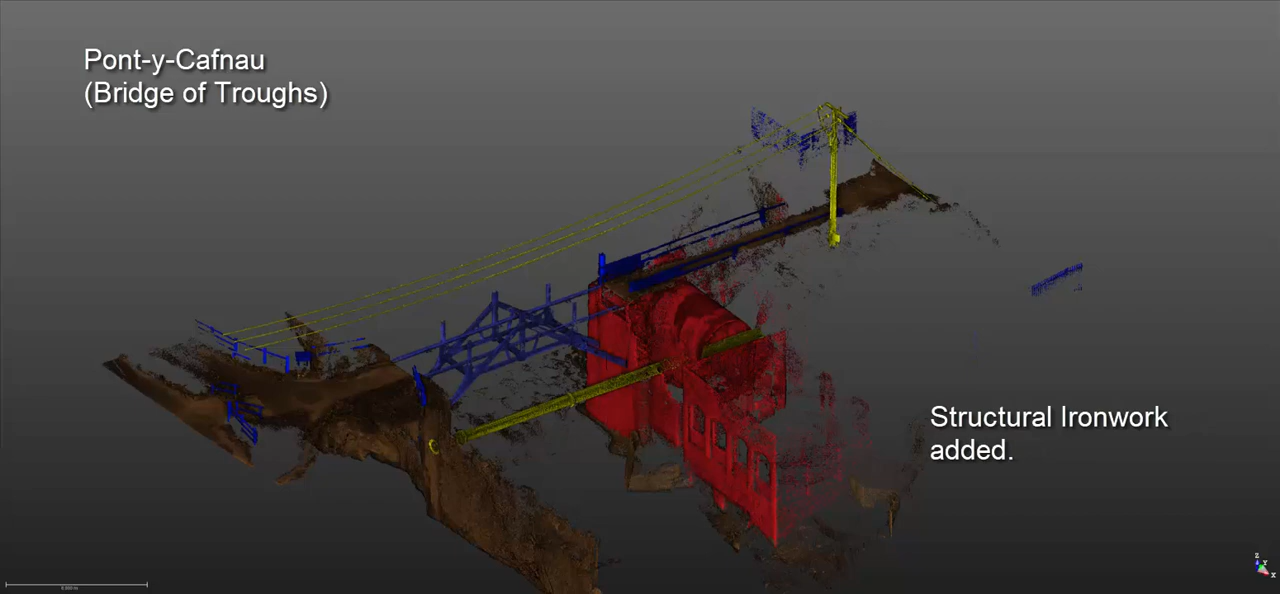 Pont-y-Cafnau
(Bridge of Troughs)
Structural Ironwork
added.
Z
Y
X